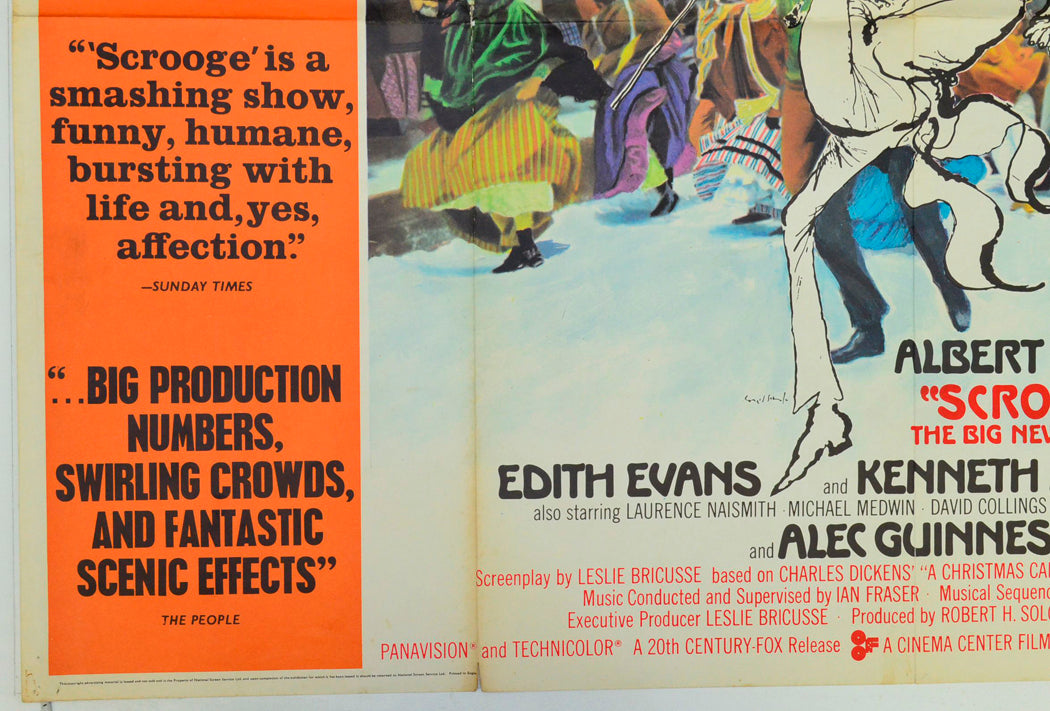 “‘Scrooge’ is a
smashing show,
funny, humane,
bursting with
life and, yes,
affection.”
—SUNDAY TIMES
“...BIG PRODUCTION
NUMBERS,
SWIRLING CROWDS,
AND FANTASTIC
SCENIC EFFECTS”
THE PEOPLE
ALBERT
“SCRO
THE BIG NEW
EDITH EVANS and KENNETH
also starring LAURENCE NAISMITH · MICHAEL MEDWIN · DAVID COLLINGS
and ALEC GUINNES
Screenplay by LESLIE BRICUSSE based on CHARLES DICKENS’ “A CHRISTMAS CA
Music Conducted and Supervised by IAN FRASER · Musical Sequenc
Executive Producer LESLIE BRICUSSE · Produced by ROBERT H. SOLO
PANAVISION® and TECHNICOLOR® A 20th CENTURY-FOX Release A CINEMA CENTER FILM